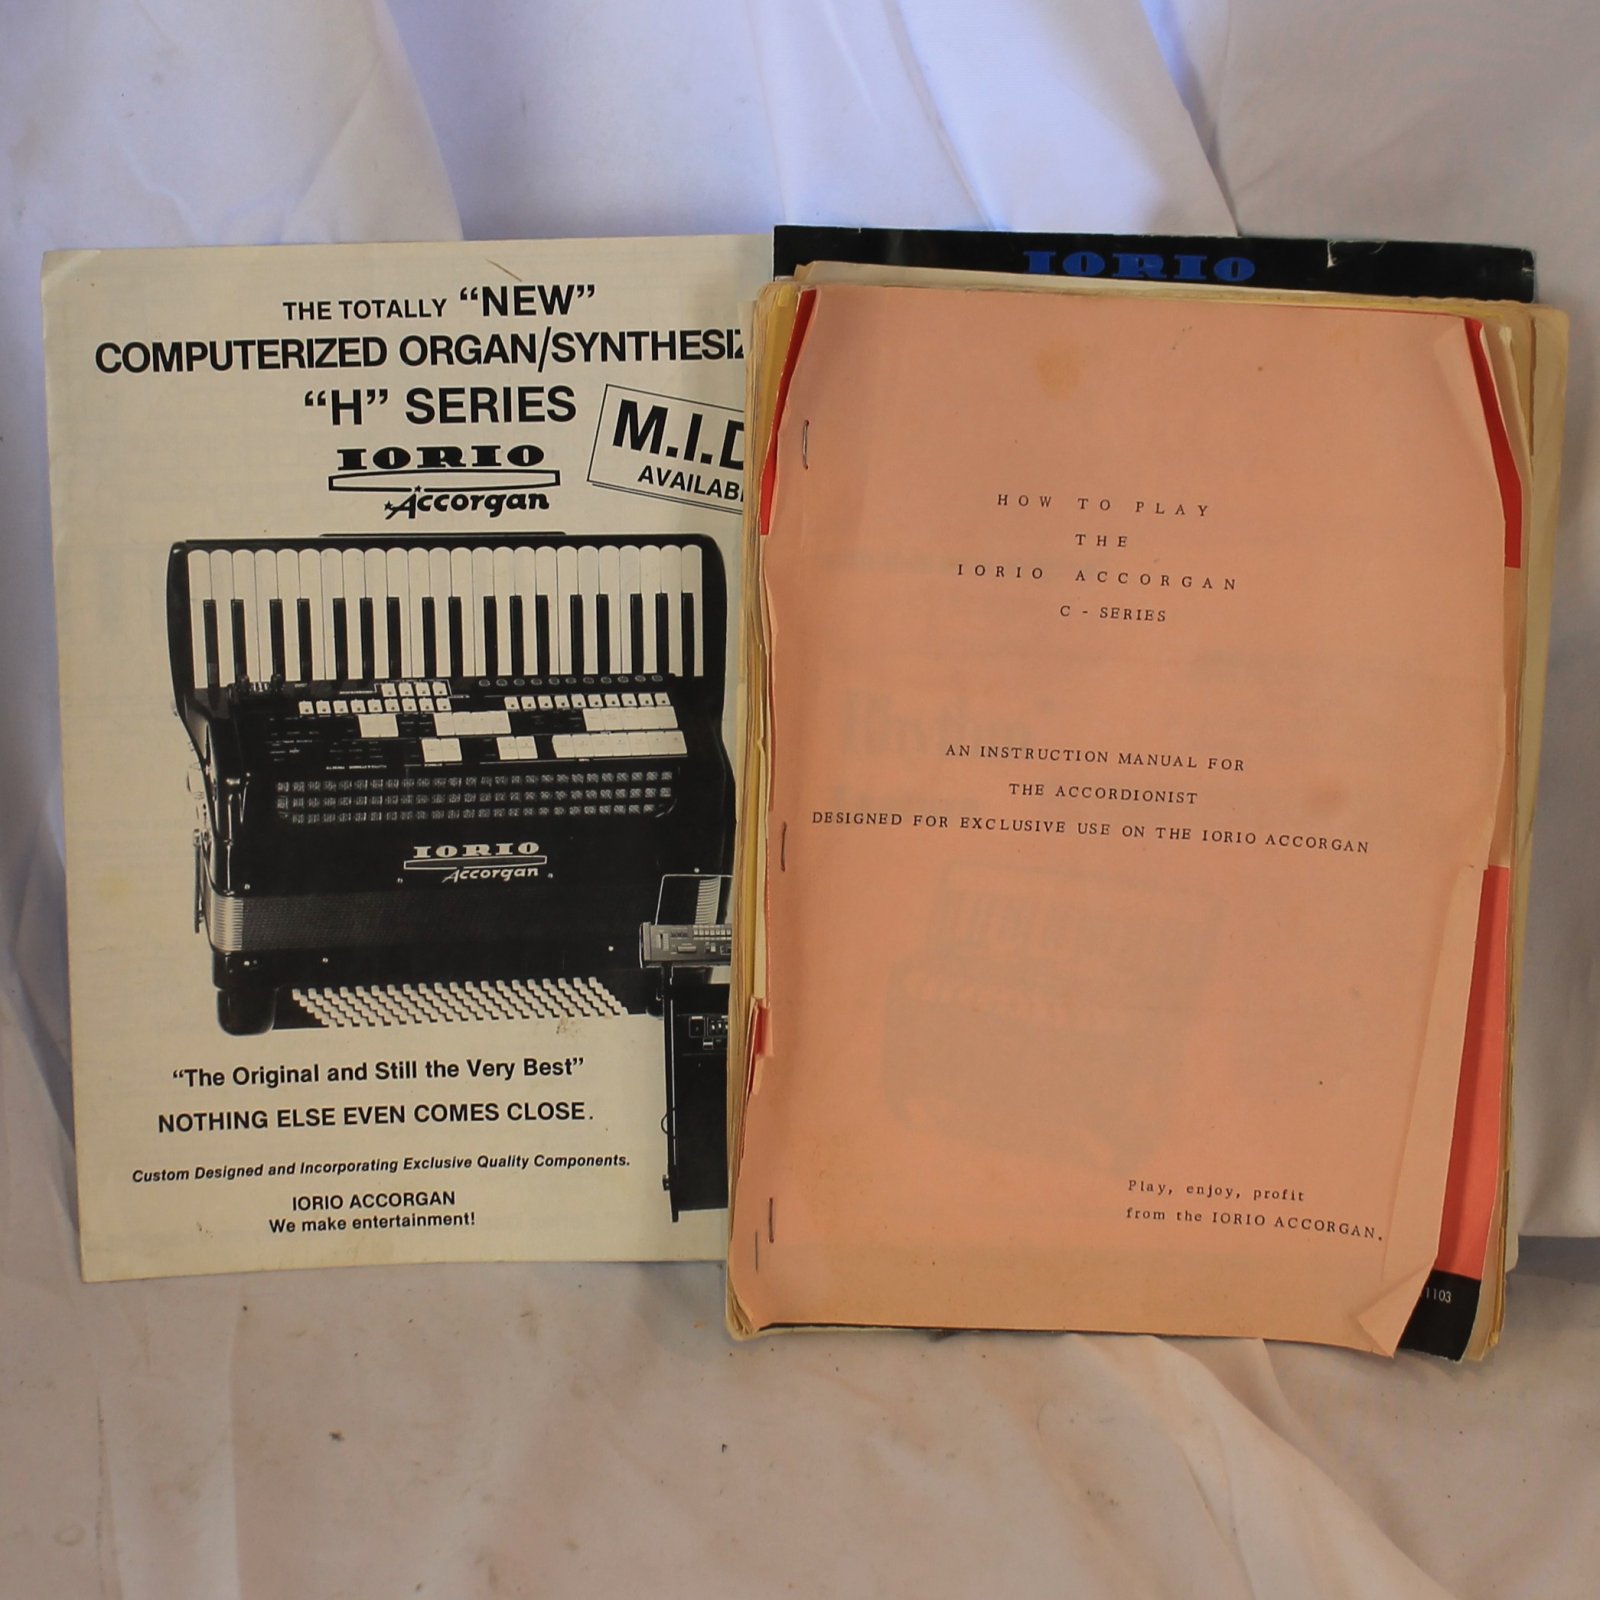 THE TOTALLY “NEW”
COMPUTERIZED ORGAN/SYNTHESIZ
“H” SERIES
IORIO
Accorgan
M.I.D
AVAILAB
IORIO
Accorgan
“The Original and Still the Very Best”
NOTHING ELSE EVEN COMES CLOSE.
Custom Designed and Incorporating Exclusive Quality Components.
IORIO ACCORGAN
We make entertainment!
IORIO
HOW TO PLAY
THE
IORIO ACCORGAN
C - SERIES
AN INSTRUCTION MANUAL FOR
THE ACCORDIONIST
DESIGNED FOR EXCLUSIVE USE ON THE IORIO ACCORGAN
Play, enjoy, profit
from the IORIO ACCORGAN.
1103